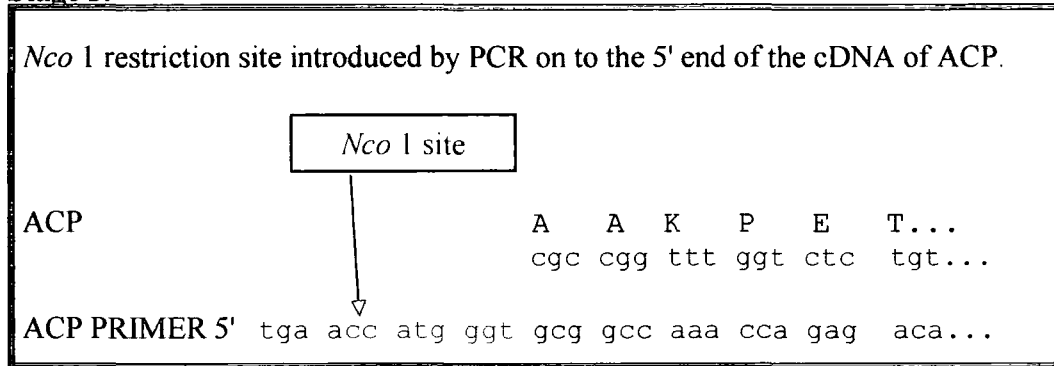 Nco 1 restriction site introduced by PCR on to the 5' end of the cDNA of ACP.
Nco 1 site
ACP A A K P E T...
cgc cgg ttt ggt ctc tgt...
ACP PRIMER 5' tga acc atg ggt gcg gcc aaa cca gag aca...